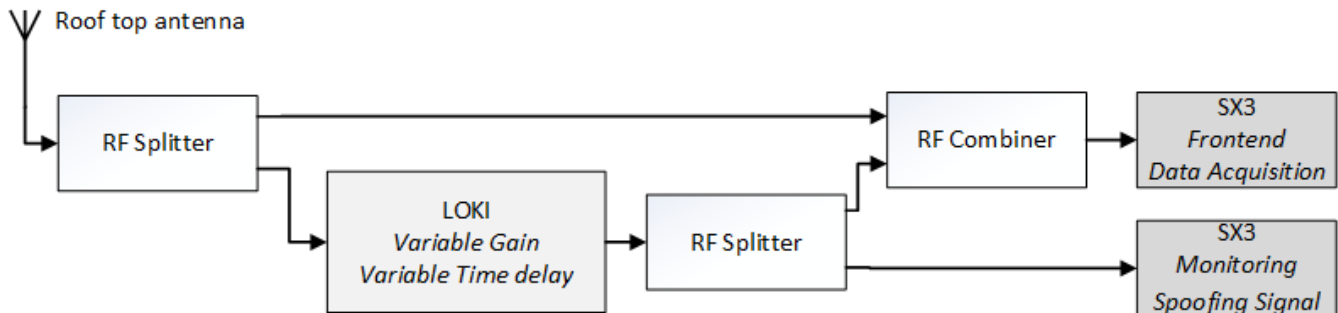 Roof top antenna
RF Splitter
RF Combiner
SX3
Frontend
Data Acquisition
LOKI
Variable Gain
Variable Time delay
RF Splitter
SX3
Monitoring
Spoofing Signal